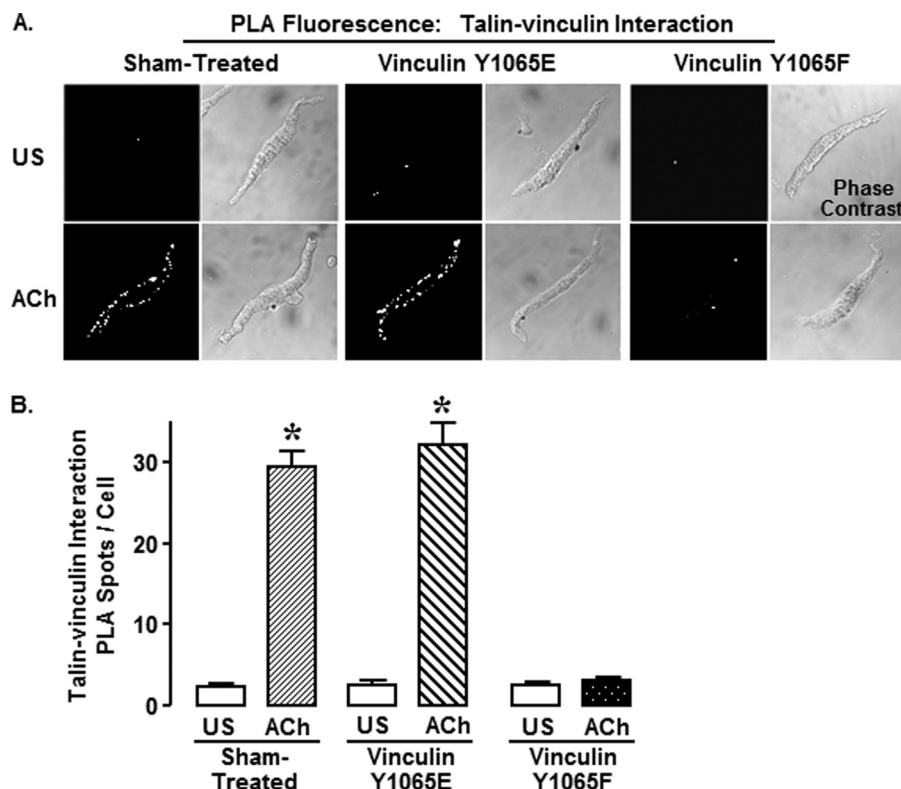 A.
PLA Fluorescence: Talin-vinculin Interaction
Sham-Treated Vinculin Y1065E Vinculin Y1065F
US
Phase
Contrast
ACh
B.
Talin-vinculin Interaction
PLA Spots / Cell
30
20
10
0
* *
US ACh US ACh US ACh
Sham-
Treated
Vinculin
Y1065E
Vinculin
Y1065F